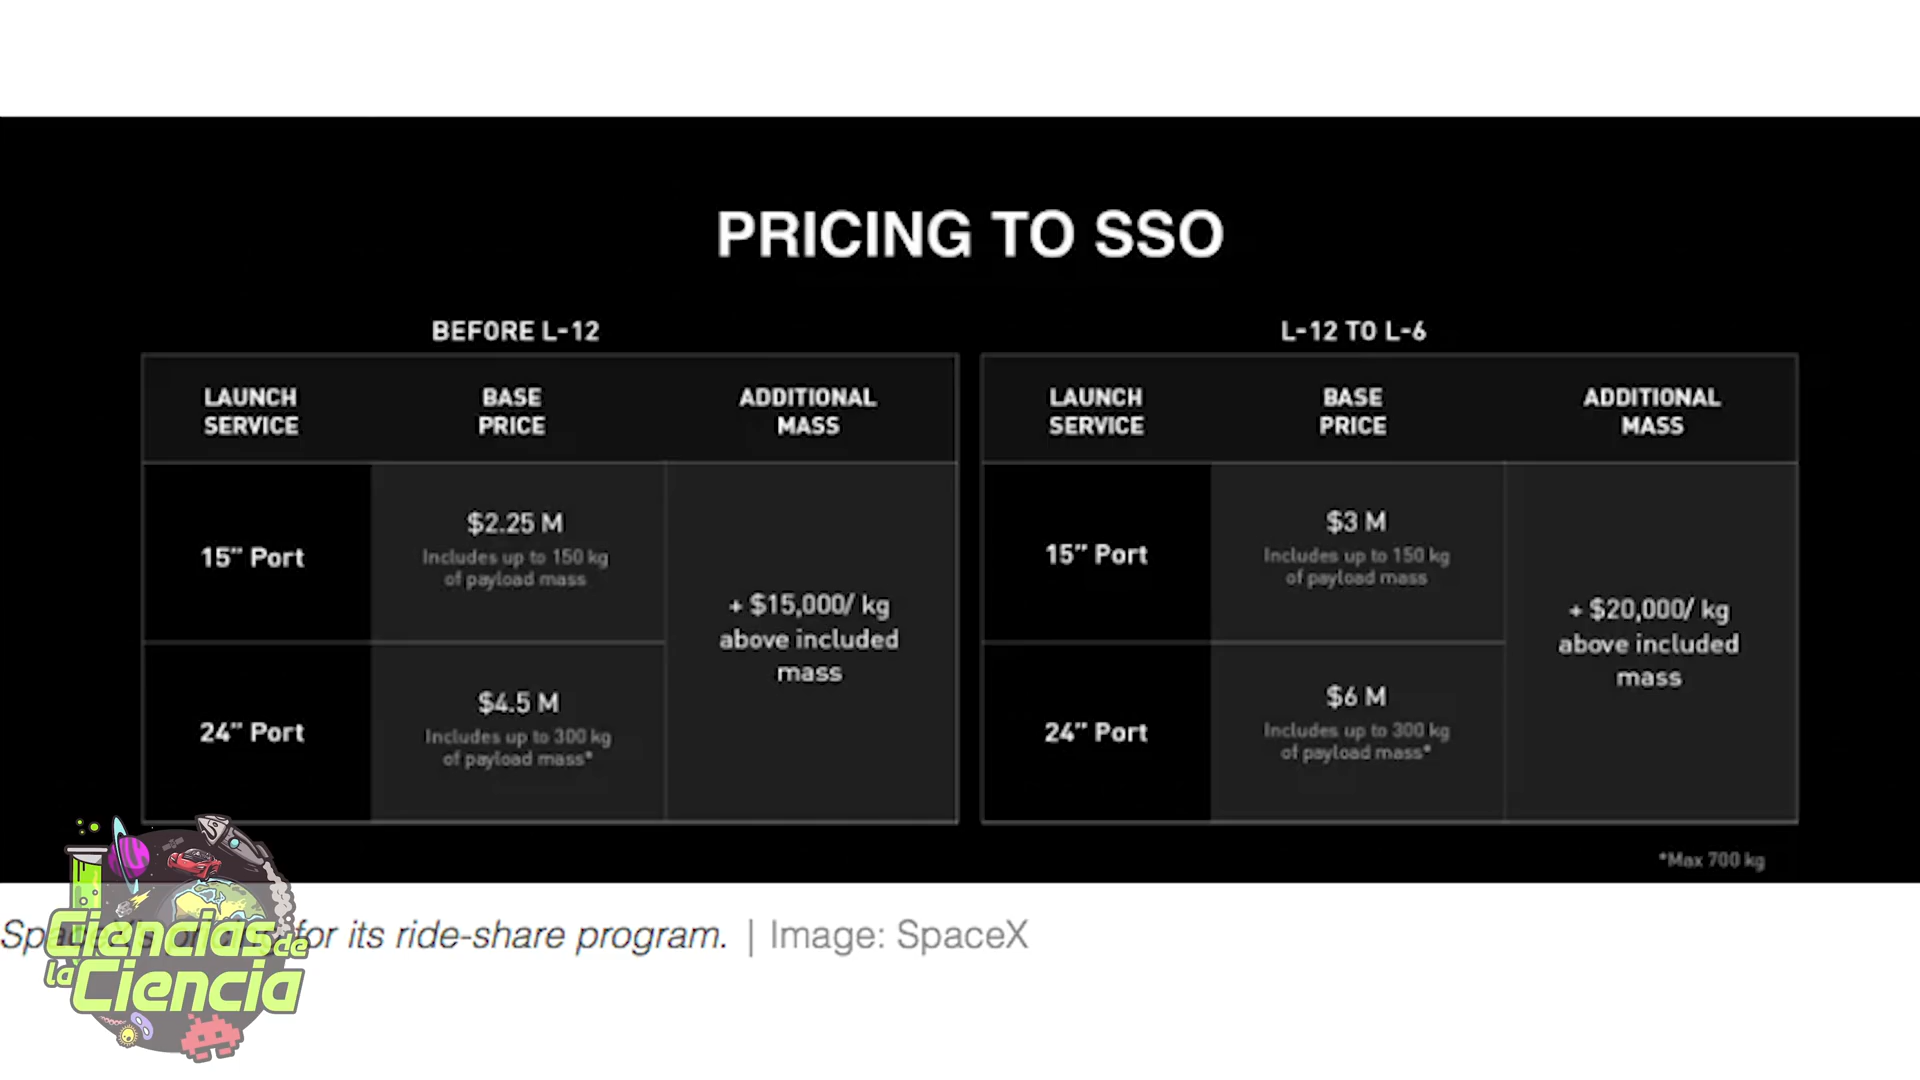 PRICING TO SSO
BEFORE L-12
LAUNCH SERVICE
BASE PRICE
ADDITIONAL MASS
15” Port
$2.25 M
Includes up to 150 kg
of payload mass
24” Port
$4.5 M
Includes up to 300 kg
of payload mass*
+ $15,000/ kg
above included
mass
L-12 TO L-6
LAUNCH SERVICE
BASE PRICE
ADDITIONAL MASS
15” Port
$3 M
Includes up to 150 kg
of payload mass
24” Port
$6 M
Includes up to 300 kg
of payload mass*
+ $20,000/ kg
above included
mass
*Max 700 kg
for its ride-share program. | Image: SpaceX
Ciencias de
la Ciencia